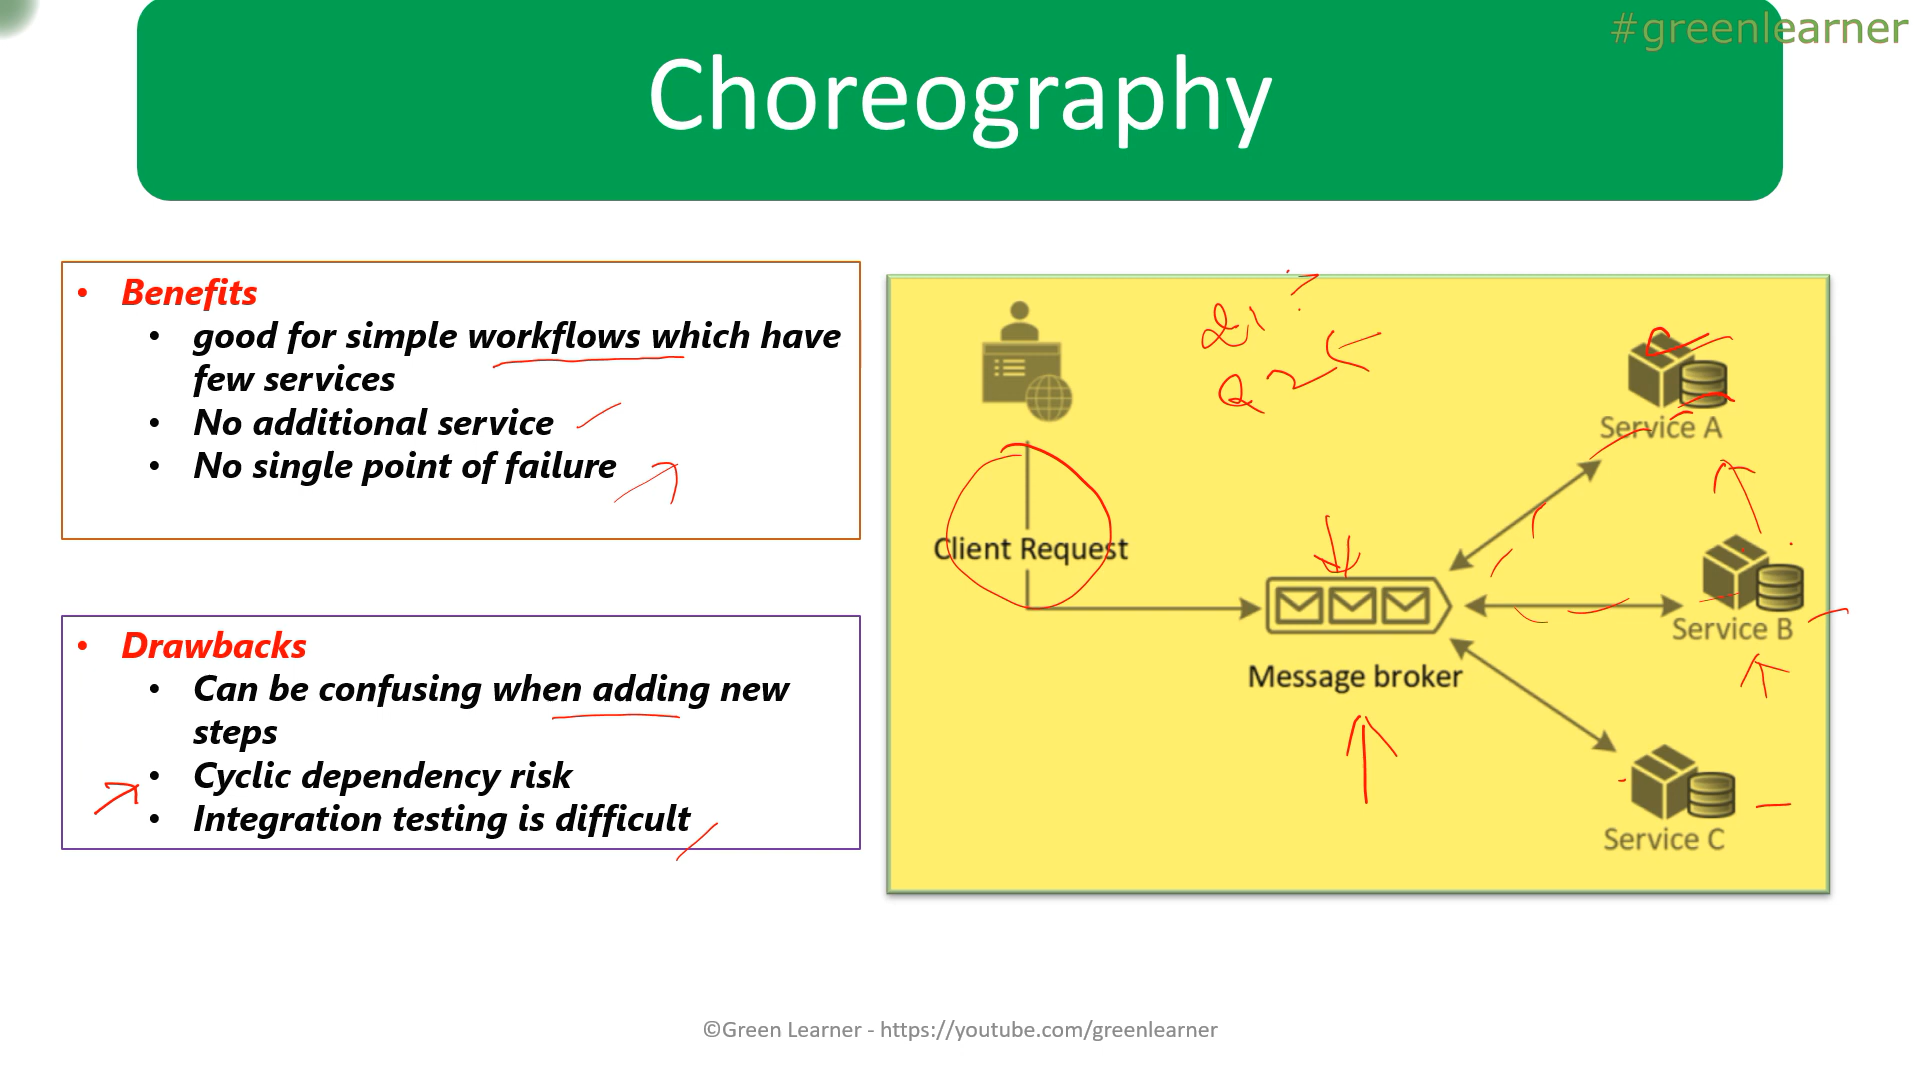 #greenlearner
Choreography
• Benefits
• good for simple workflows which have
few services
• No additional service
• No single point of failure
• Drawbacks
• Can be confusing when adding new
steps
• Cyclic dependency risk
• Integration testing is difficult
Client Request
Message broker
Service A
Service B
Service C
©Green Learner - https://youtube.com/greenlearner